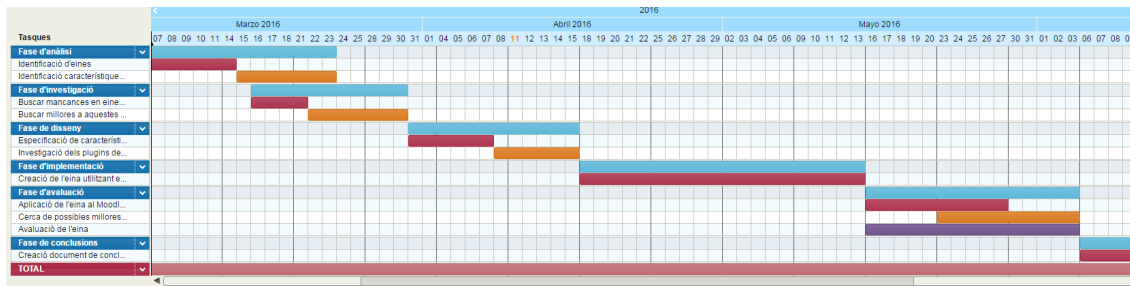 2016
Marzo 2016 Abril 2016 Mayo 2016
Tasques 07 08 09 10 11 14 15 16 17 18 21 22 23 24 25 28 29 30 31 01 04 05 06 07 08 11 12 13 14 15 18 19 20 21 22 25 26 27 28 29 02 03 04 05 06 09 10 11 12 13 16 17 18 19 20 23 24 25 26 27 30 31 01 02 03 06 07 08
Fase d'anàlisi
Identificació d'eines
Identificació característique...
Fase d'investigació
Buscar mancances en eine...
Buscar millores a aquestes ...
Fase de disseny
Especificació de característi...
Investigació dels plugins de...
Fase d'implementació
Creació de l'eina utilitzant e...
Fase d'avaluació
Aplicació de l'eina al Moodl...
Cerca de possibles millores...
Avaluació de l'eina
Fase de conclusions
Creació document de concl...
TOTAL